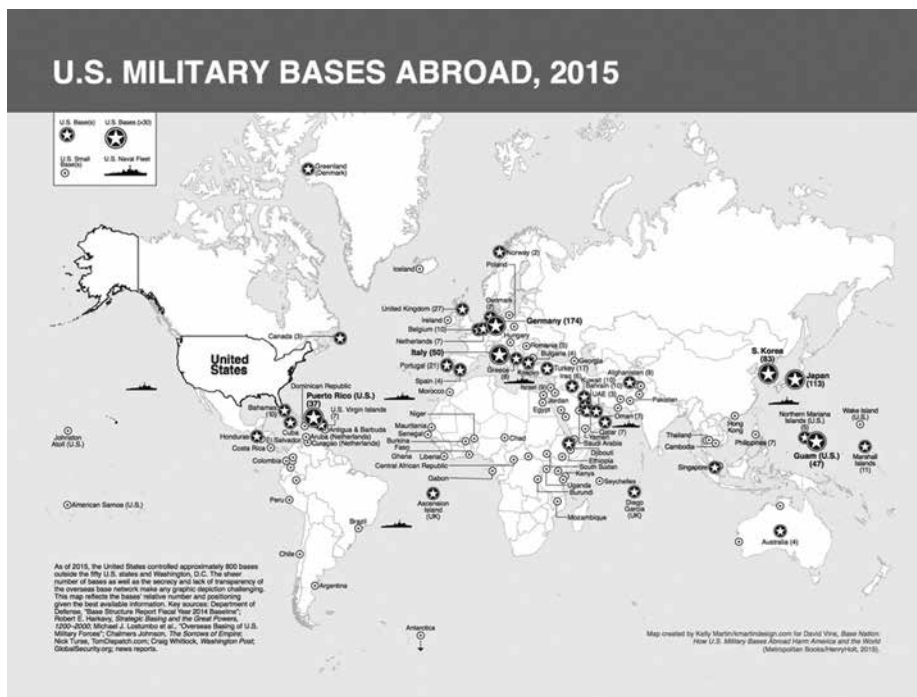 U.S. MILITARY BASES ABROAD, 2015
U.S. Base(s)
U.S. Bases (>30)
U.S. Small
Base(s)
U.S. Naval Fleet
Greenland
(Denmark)
Iceland
Norway (2)
Poland
United Kingdom (27)
Ireland
Denmark
Germany (174)
Belgium (10)
Netherlands (7)
Hungary
Romania (5)
Bulgaria (4)
Georgia
Italy (50)
Portugal (21)
Spain (4)
Greece
(8)
Turkey (17)
Morocco
Canada (3)
United
States
Dominican Republic
Puerto Rico (U.S.)
(37)
Bahamas
U.S. Virgin Islands
(7)
Cuba
Antigua & Barbuda
Aruba (Netherlands)
Curaçao (Netherlands)
Honduras
El Salvador
Costa Rica
Colombia
Peru
Brazil
Chile
Argentina
Johnston
Atoll (U.S.)
American Samoa (U.S.)
Niger
Mauritania
Senegal
Burkina
Faso
Ghana
Liberia
Chad
Central African Republic
Gabon
Ascension
Island
(UK)
Israel
Jordan
Egypt
Iraq (6)
Kuwait (10)
Bahrain (10)
UAE (3)
Oman (7)
Qatar (7)
Yemen
Saudi Arabia
Afghanistan (9)
Pakistan
Djibouti
Ethiopia
South Sudan
Kenya
Uganda
Burundi
Seychelles
Mozambique
Diego
Garcia
(UK)
S. Korea
(83)
Japan
(113)
Hong
Kong
Thailand
Cambodia
Philippines (7)
Singapore
Northern Mariana
Islands (U.S.)
(5)
Guam (U.S.)
(47)
Wake Island (U.S.)
Marshall
Islands
(11)
Australia (4)
Antarctica
As of 2015, the United States controlled approximately 800 bases
outside the fifty U.S. states and Washington, D.C. The sheer
number of bases as well as the secrecy and lack of transparency of
the overseas base network make any graphic depiction challenging.
This map reflects the bases' relative number and positioning
given the best available information. Key sources: Department of
Defense, "Base Structure Report Fiscal Year 2014 Baseline";
Robert E. Harkavy, Strategic Basing and the Great Powers,
1200–2000; Michael J. Lostumbo et al., "Overseas Basing of U.S.
Military Forces"; Chalmers Johnson, The Sorrows of Empire;
Nick Turse, TomDispatch.com; Craig Whitlock, Washington Post;
GlobalSecurity.org; news reports.
Map created by Kelly Martin/kmartindesign.com for David Vine, Base Nation:
How U.S. Military Bases Abroad Harm America and the World
(Metropolitan Books/HenryHolt, 2015).